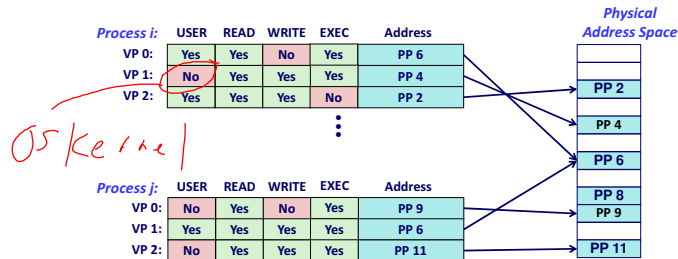 Physical
Address Space
Process i: USER READ WRITE EXEC Address
VP 0: Yes Yes No Yes PP 6
VP 1: No Yes Yes Yes PP 4
VP 2: Yes Yes Yes No PP 2
PP 2
PP 4
PP 6
PP 8
PP 9
PP 11
OS Kernel
Process j: USER READ WRITE EXEC Address
VP 0: No Yes No Yes PP 9
VP 1: Yes Yes Yes Yes PP 6
VP 2: No Yes Yes Yes PP 11